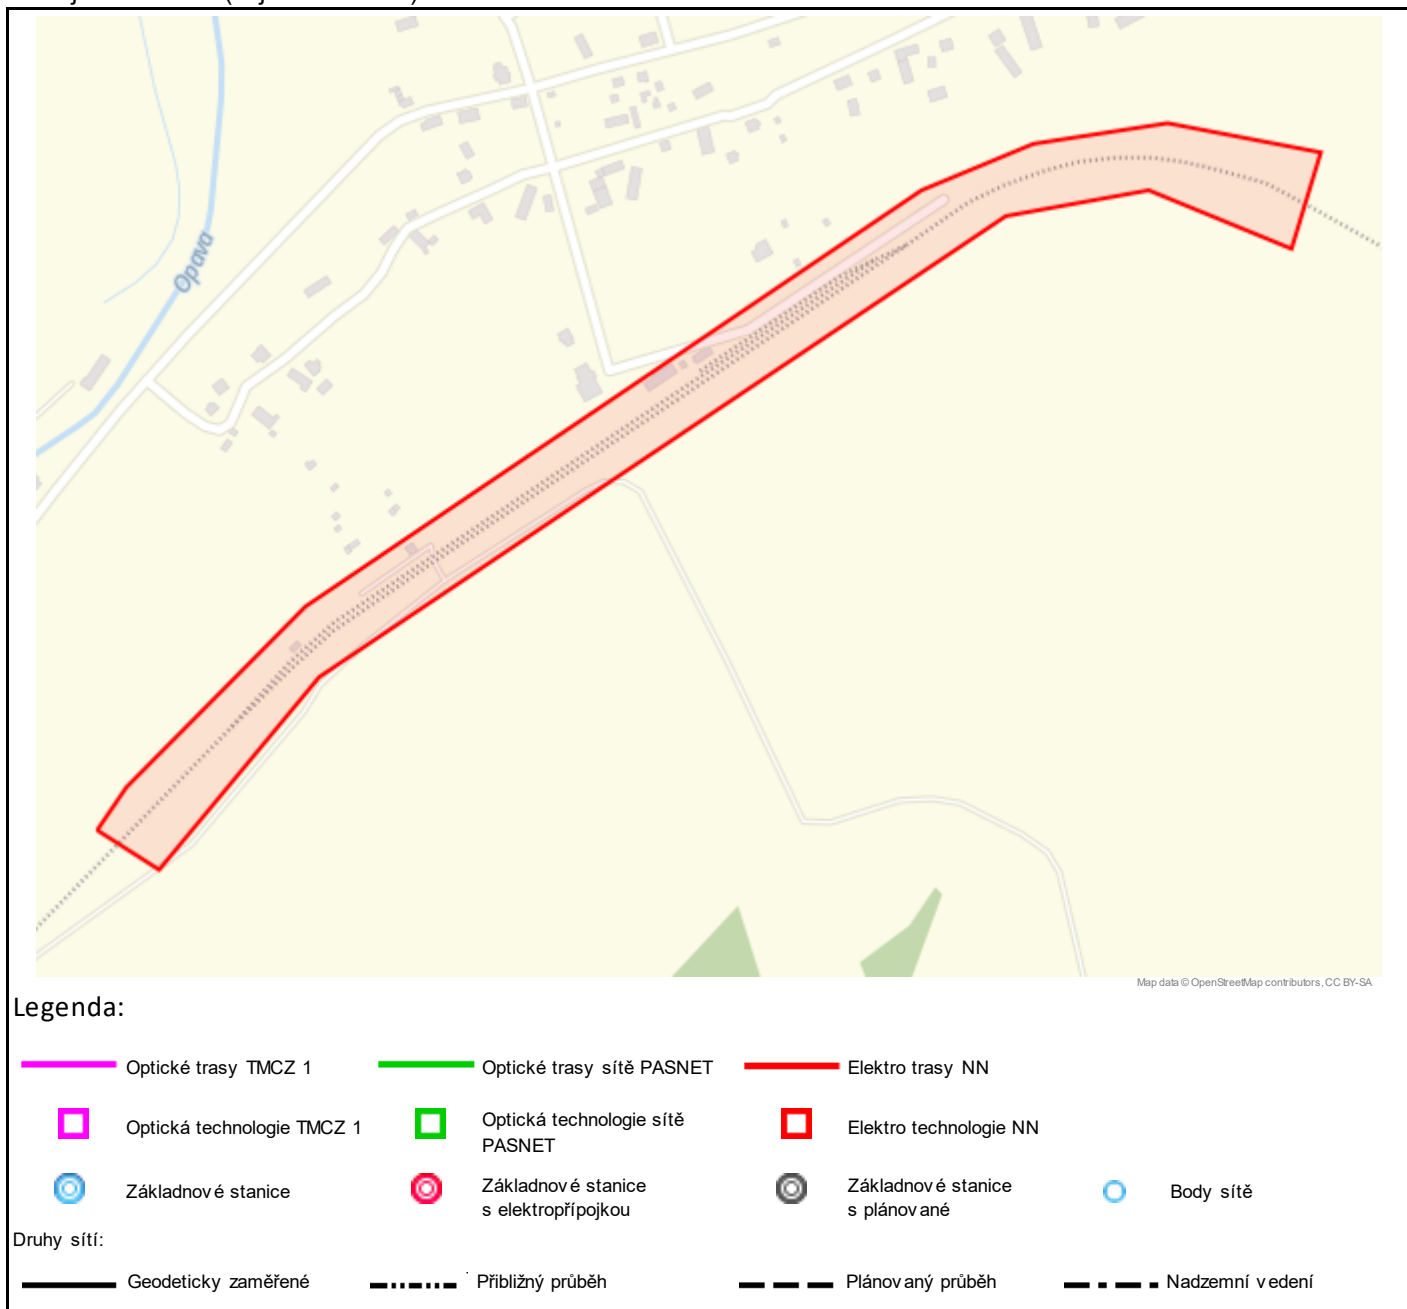 Opava
Map data © OpenStreetMap contributors, CC BY-SA
Legenda:
Optické trasy TMCZ 1
Optické trasy sítě PASNET
Elektro trasy NN
Optická technologie TMCZ 1
Optická technologie sítě
PASNET
Elektro technologie NN
Základnové stanice
Základnové stanice
s elektropřípojkou
Základnové stanice
s plánované
Body sítě
Druhy sítí:
Geodeticky zaměřené
Přibližný průběh
Plánovaný průběh
Nadzemní vedení